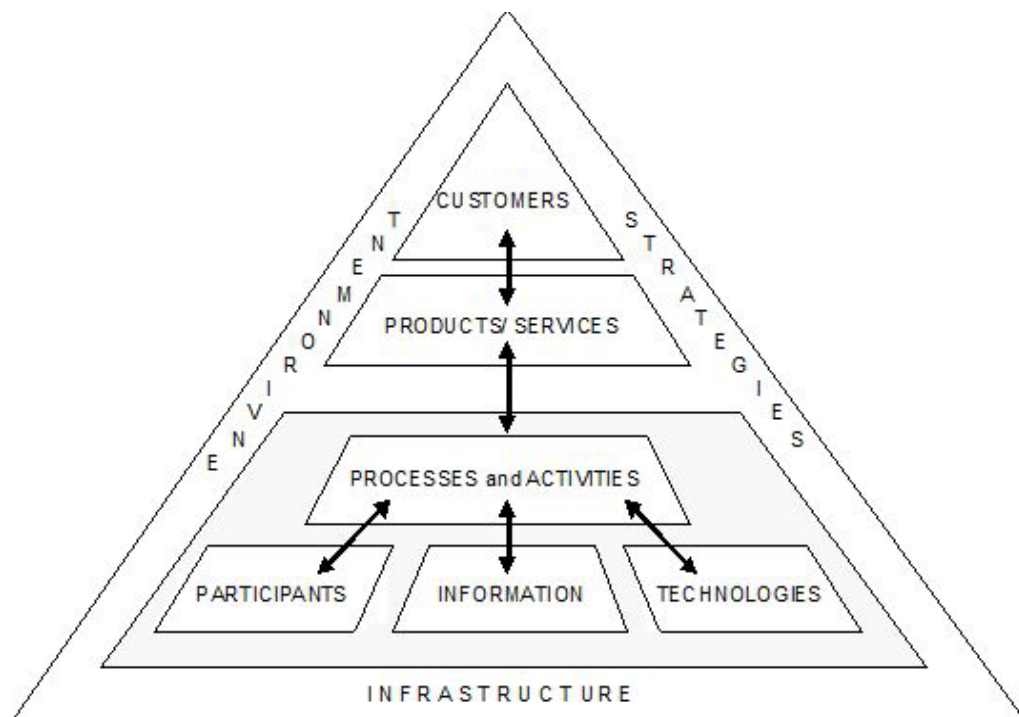 CUSTOMERS
ENVIRONMENT
STRATEGIES
PRODUCTS/ SERVICES
PROCESSES and ACTIVITIES
PARTICIPANTS
INFORMATION
TECHNOLOGIES
INFRASTRUCTURE